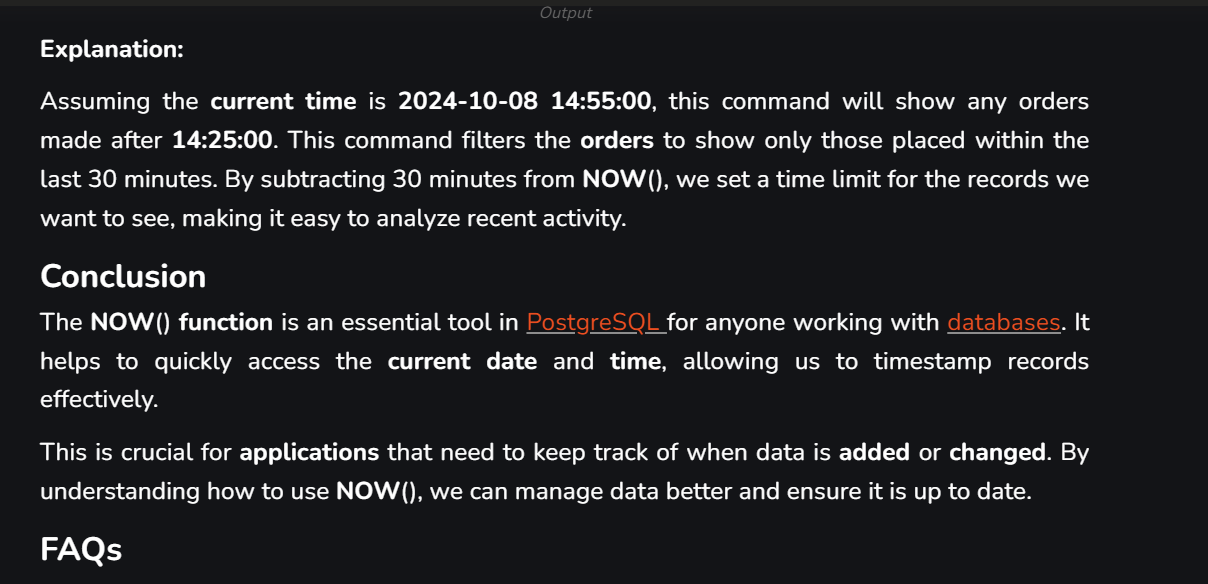 Output
Explanation:
Assuming the current time is 2024-10-08 14:55:00, this command will show any orders
made after 14:25:00. This command filters the orders to show only those placed within the
last 30 minutes. By subtracting 30 minutes from NOW(), we set a time limit for the records we
want to see, making it easy to analyze recent activity.
Conclusion
The NOW() function is an essential tool in PostgreSQL for anyone working with databases. It
helps to quickly access the current date and time, allowing us to timestamp records
effectively.
This is crucial for applications that need to keep track of when data is added or changed. By
understanding how to use NOW(), we can manage data better and ensure it is up to date.
FAQs